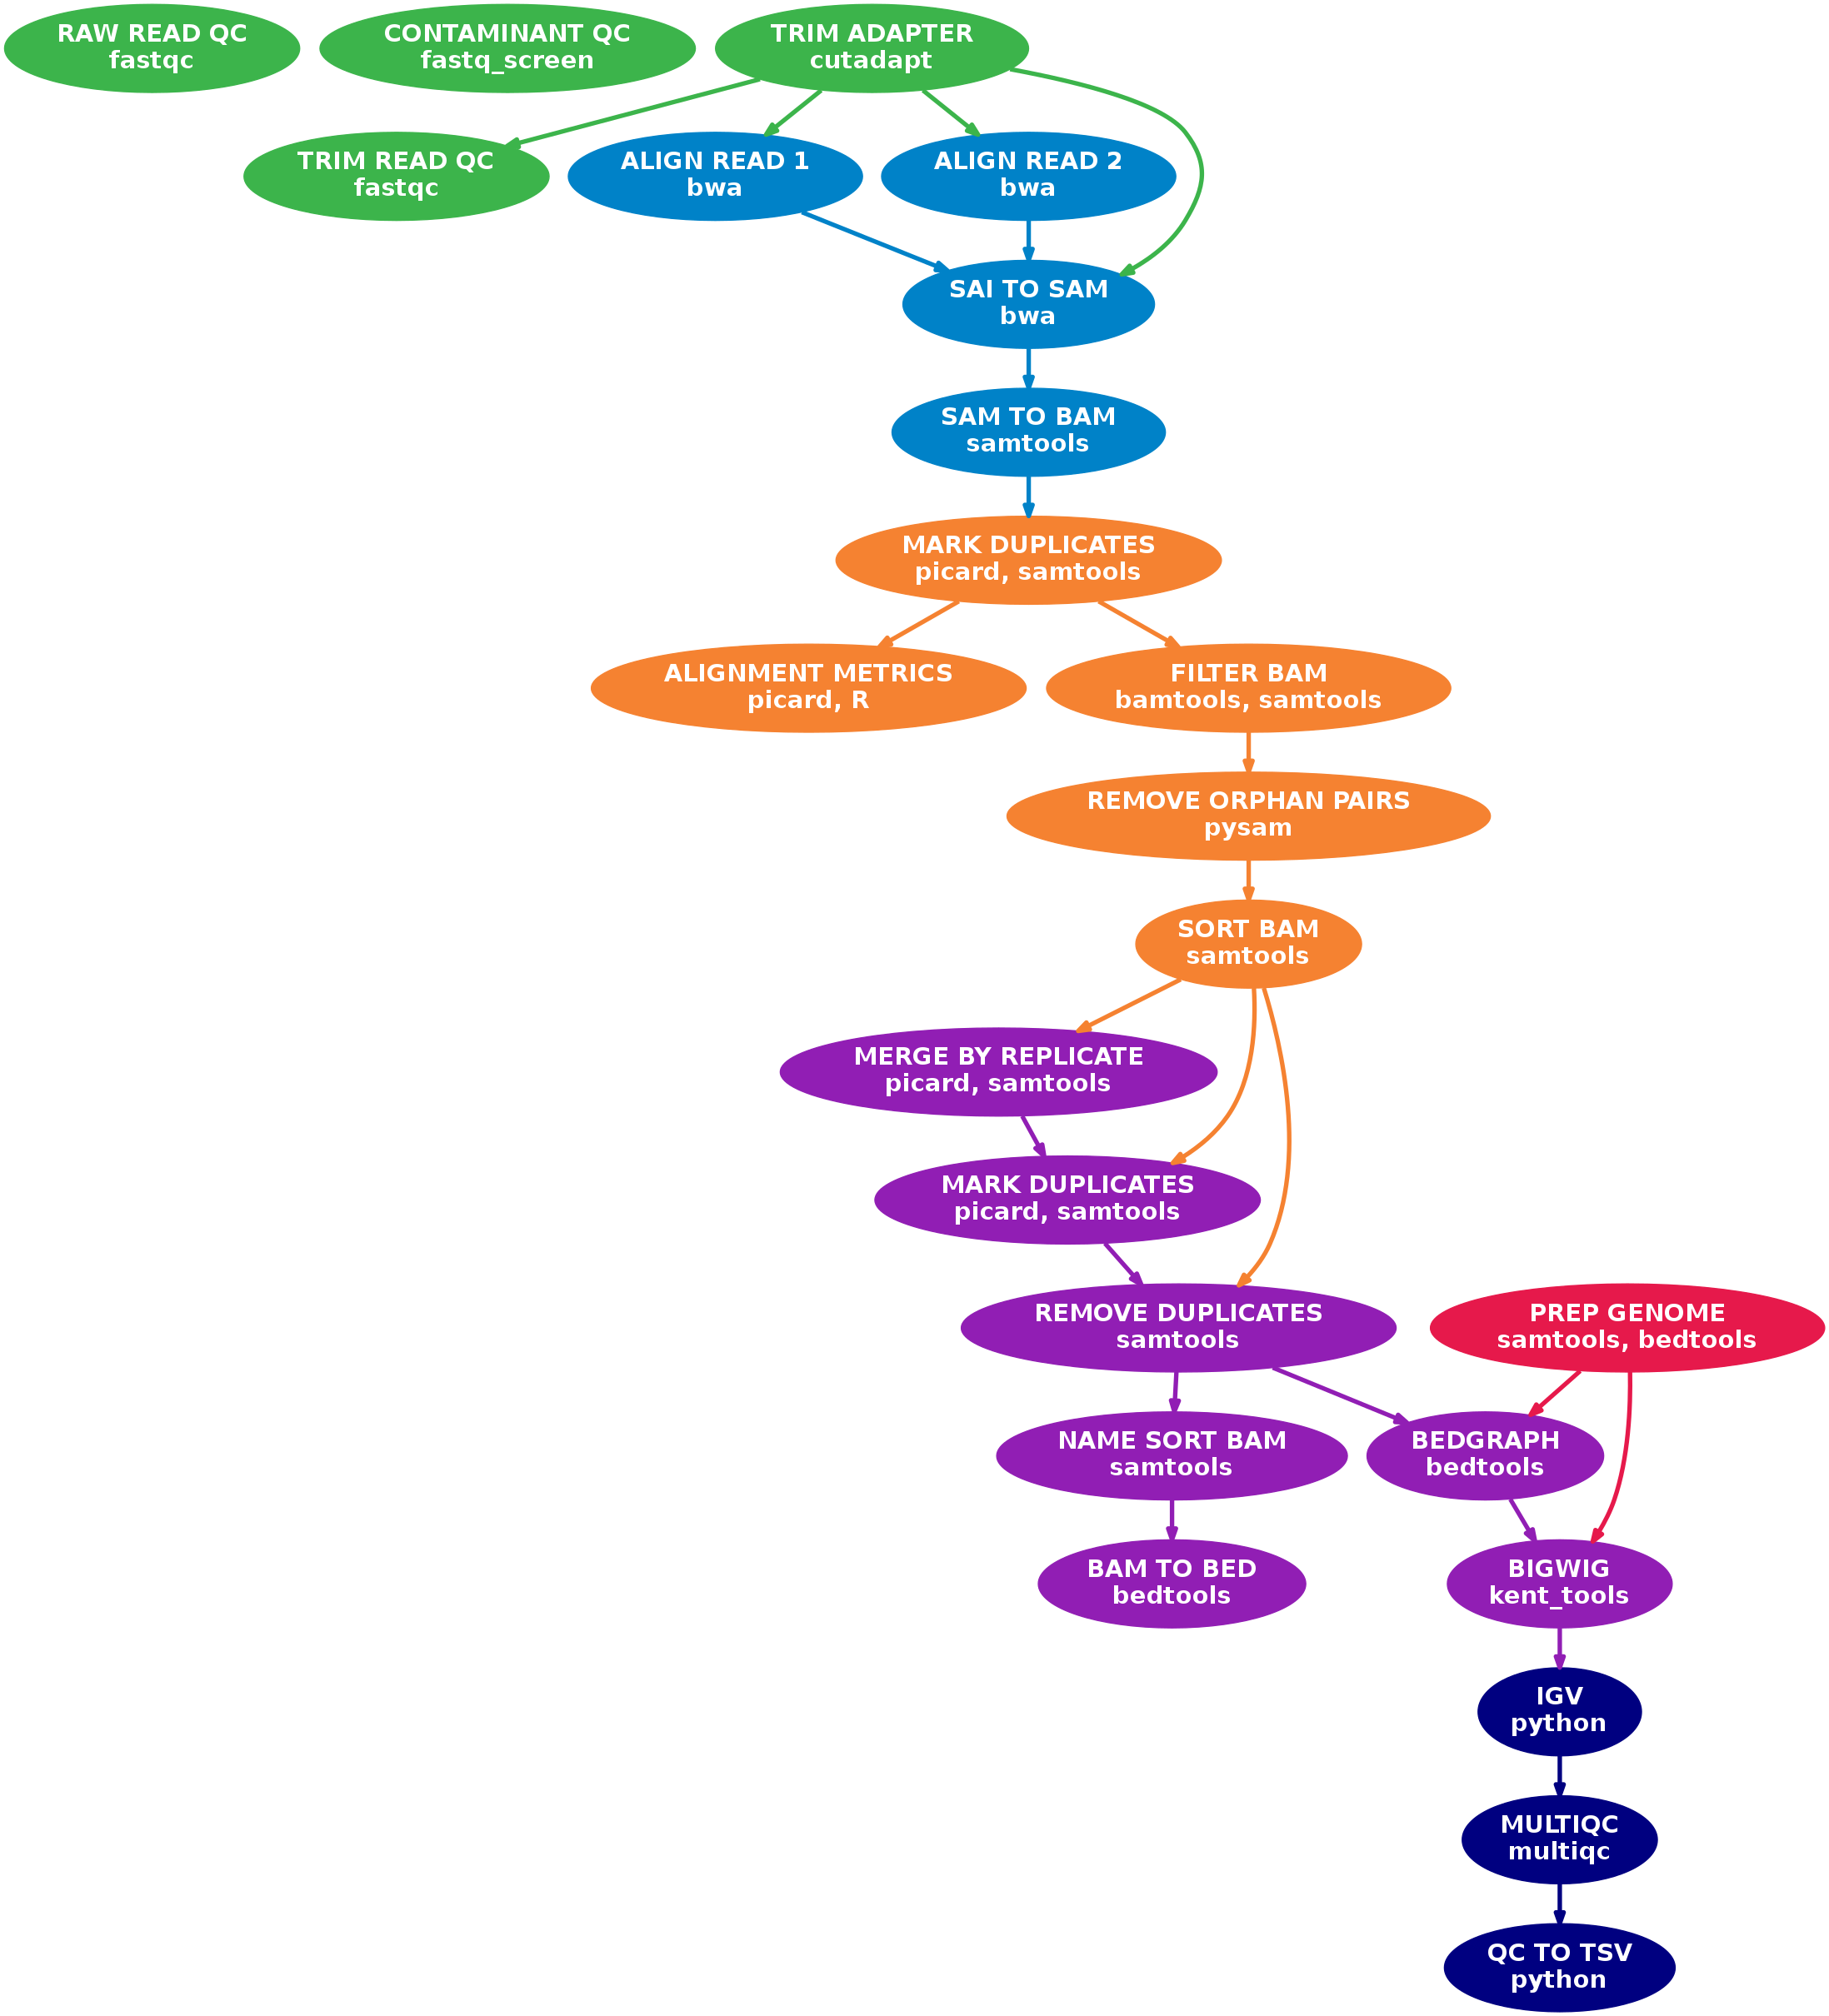 RAW READ QC
fastqc
CONTAMINANT QC
fastq_screen
TRIM ADAPTER
cutadapt
TRIM READ QC
fastqc
ALIGN READ 1
bwa
ALIGN READ 2
bwa
SAI TO SAM
bwa
SAM TO BAM
samtools
MARK DUPLICATES
picard, samtools
ALIGNMENT METRICS
picard, R
FILTER BAM
bamtools, samtools
REMOVE ORPHAN PAIRS
pysam
SORT BAM
samtools
MERGE BY REPLICATE
picard, samtools
MARK DUPLICATES
picard, samtools
REMOVE DUPLICATES
samtools
PREP GENOME
samtools, bedtools
NAME SORT BAM
samtools
BEDGRAPH
bedtools
BAM TO BED
bedtools
BIGWIG
kent_tools
IGV
python
MULTIQC
multiqc
QC TO TSV
python